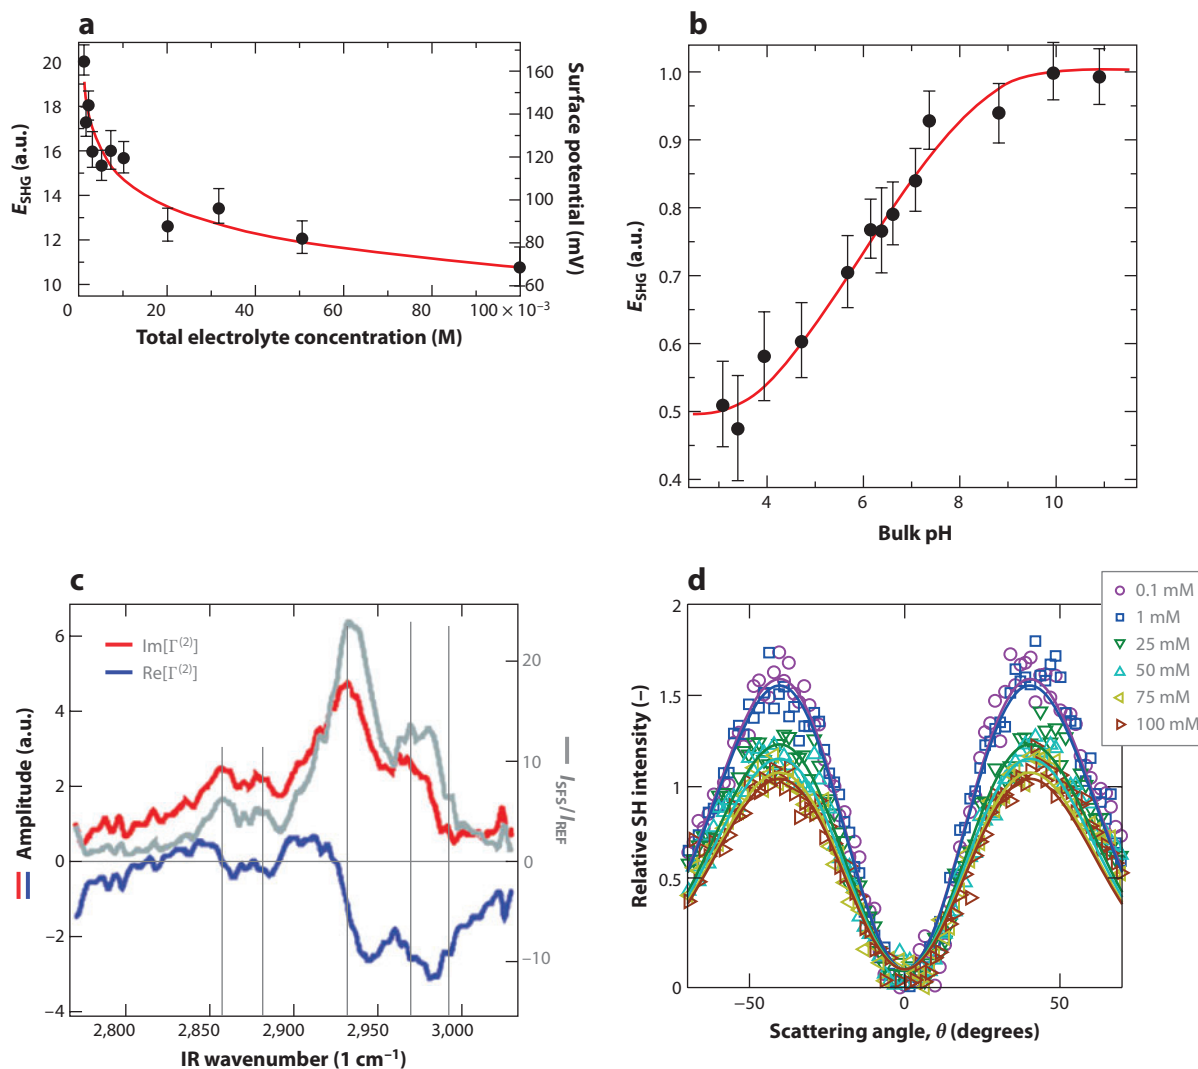 a
20
18
16
14
12
10
E_SHG (a.u.)
160
140
120
100
80
60
Surface potential (mV)
0 20 40 60 80 100 × 10⁻³
Total electrolyte concentration (M)
b
1.0
0.9
0.8
0.7
0.6
0.5
0.4
E_SHG (a.u.)
4 6 8 10
Bulk pH
c
6
4
2
0
−2
−4
Amplitude (a.u.)
Im[Γ⁽²⁾]
Re[Γ⁽²⁾]
20
10
0
−10
I_SFS/I_REF
2,800 2,850 2,900 2,950 3,000
IR wavenumber (1 cm⁻¹)
d
0.1 mM
1 mM
25 mM
50 mM
75 mM
100 mM
2
1.5
1
0.5
0
Relative SH intensity (–)
−50 0 50
Scattering angle, θ (degrees)